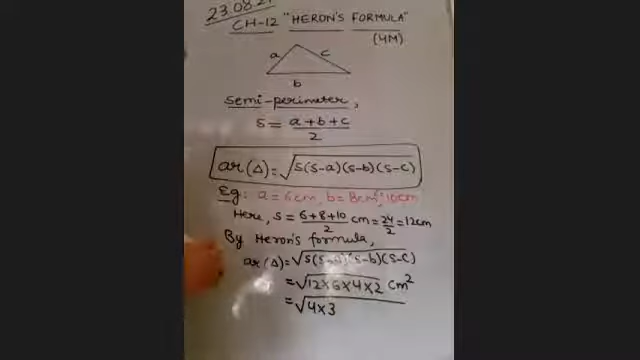 23.08.21
CH-12 "HERON'S FORMULA"
(4M)
a c
b
Semi-perimeter,
s = a+b+c / 2
ar(Δ) = √s(s-a)(s-b)(s-c)
Eg: a = 6cm, b = 8cm, c=10cm
Here, s = 6+8+10 / 2 cm = 24 / 2 = 12cm
By Heron's formula,
ar(Δ) = √s(s-a)(s-b)(s-c)
= √12×6×4×2 cm²
= √4×3